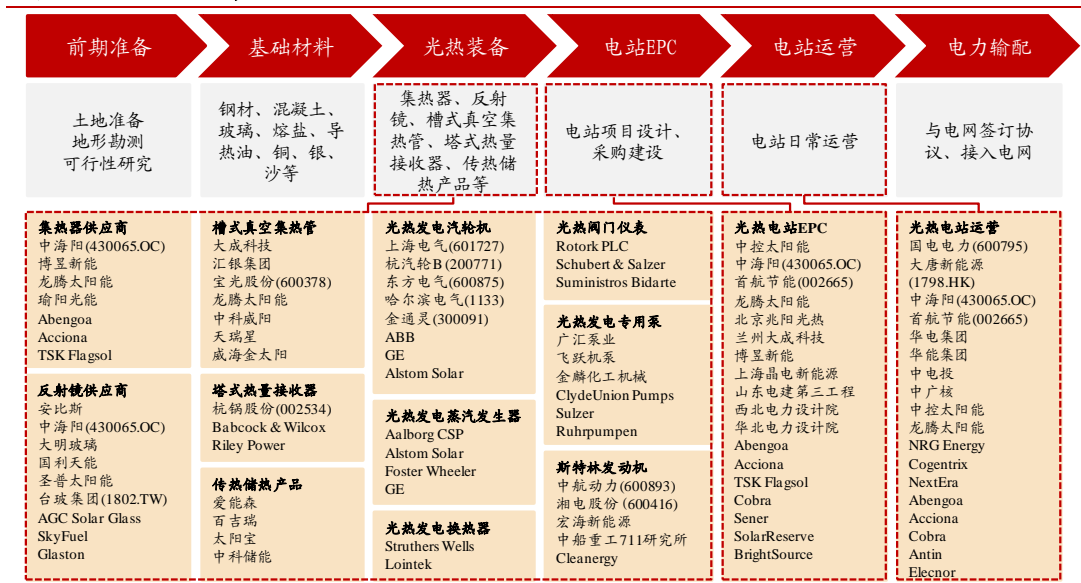 前期准备
基础材料
光热装备
电站EPC
电站运营
电力输配
土地准备
地形勘测
可行性研究
钢材、混凝土、
玻璃、熔盐、导
热油、铜、银、
沙等
集热器、反射
镜、槽式真空集
热管、塔式热量
接收器、传热储
热产品等
电站项目设计、
采购建设
电站日常运营
与电网签订协
议、接入电网
集热器供应商
中海阳(430065.OC)
博昱新能
龙腾太阳能
瑜阳光能
Abengoa
Acciona
TSK Flagsol
反射镜供应商
安比斯
中海阳(430065.OC)
大明玻璃
国利天能
圣普太阳能
台玻集团(1802.TW)
AGC Solar Glass
SkyFuel
Glaston
槽式真空集热管
大成科技
汇银集团
宝光股份(600378)
龙腾太阳能
中科威阳
天瑞星
威海金太阳
塔式热量接收器
杭锅股份(002534)
Babcock & Wilcox
Riley Power
传热储热产品
爱能森
百吉瑞
太阳宝
中科储能
光热发电汽轮机
上海电气(601727)
杭汽轮B(200771)
东方电气(600875)
哈尔滨电气(1133)
金通灵(300091)
ABB
GE
Alstom Solar
光热发电蒸汽发生器
Aalborg CSP
Alstom Solar
Foster Wheeler
GE
光热发电换热器
Struthers Wells
Lointek
光热阀门仪表
Rotork PLC
Schubert & Salzer
Suministros Bidarte
光热发电专用泵
广汇泵业
飞跃机泵
金麟化工机械
ClydeUnion Pumps
Sulzer
Ruhrpumpen
斯特林发动机
中航动力(600893)
湘电股份(600416)
宏海新能源
中船重工711研究所
Cleanergy
光热电站EPC
中控太阳能
中海阳(430065.OC)
首航节能(002665)
龙腾太阳能
北京兆阳光热
兰州大成科技
博昱新能
上海晶电新能源
山东电建第三工程
西北电力设计院
华北电力设计院
Abengoa
Acciona
TSK Flagsol
Cobra
Sener
SolarReserve
BrightSource
光热电站运营
国电电力(600795)
大唐新能源
(1798.HK)
中海阳(430065.OC)
首航节能(002665)
华电集团
华能集团
中电投
中广核
中控太阳能
龙腾太阳能
NRG Energy
Cogentrix
NextEra
Abengoa
Acciona
Cobra
Antin
Elecnor